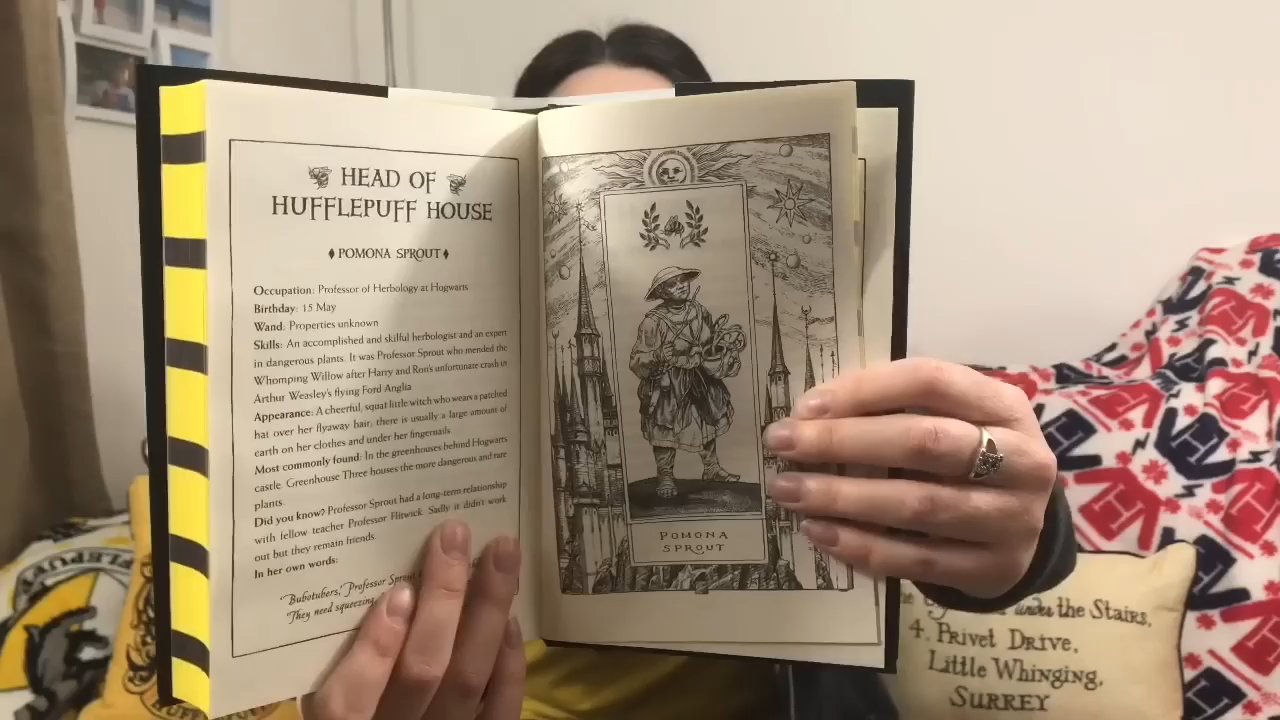 HEAD OF
HUFFLEPUFF HOUSE
POMONA SPROUT
Occupation: Professor of Herbology at Hogwarts
Birthday: 15 May
Wand: Properties unknown
Skills: An accomplished and skilful herbologist and an expert
in dangerous plants. It was Professor Sprout who mended the
Whomping Willow after Harry and Ron's unfortunate crash in
Arthur Weasley's flying Ford Anglia
Appearance: A cheerful, squat little witch who wears a patched
hat over her flyaway hair, there is usually a large amount of
earth on her clothes and under her fingernails.
Most commonly found: In the greenhouses behind Hogwarts
castle. Greenhouse Three houses the more dangerous and rare
plants.
Did you know? Professor Sprout had a long-term relationship
with fellow teacher Professor Flitwick. Sadly it didn't work
out but they remain friends.
In her own words:
'Bubotubers,' Professor
They need squeezing
POMONA
SPROUT
under the Stairs,
4, Privet Drive,
Little Whinging,
SURREY